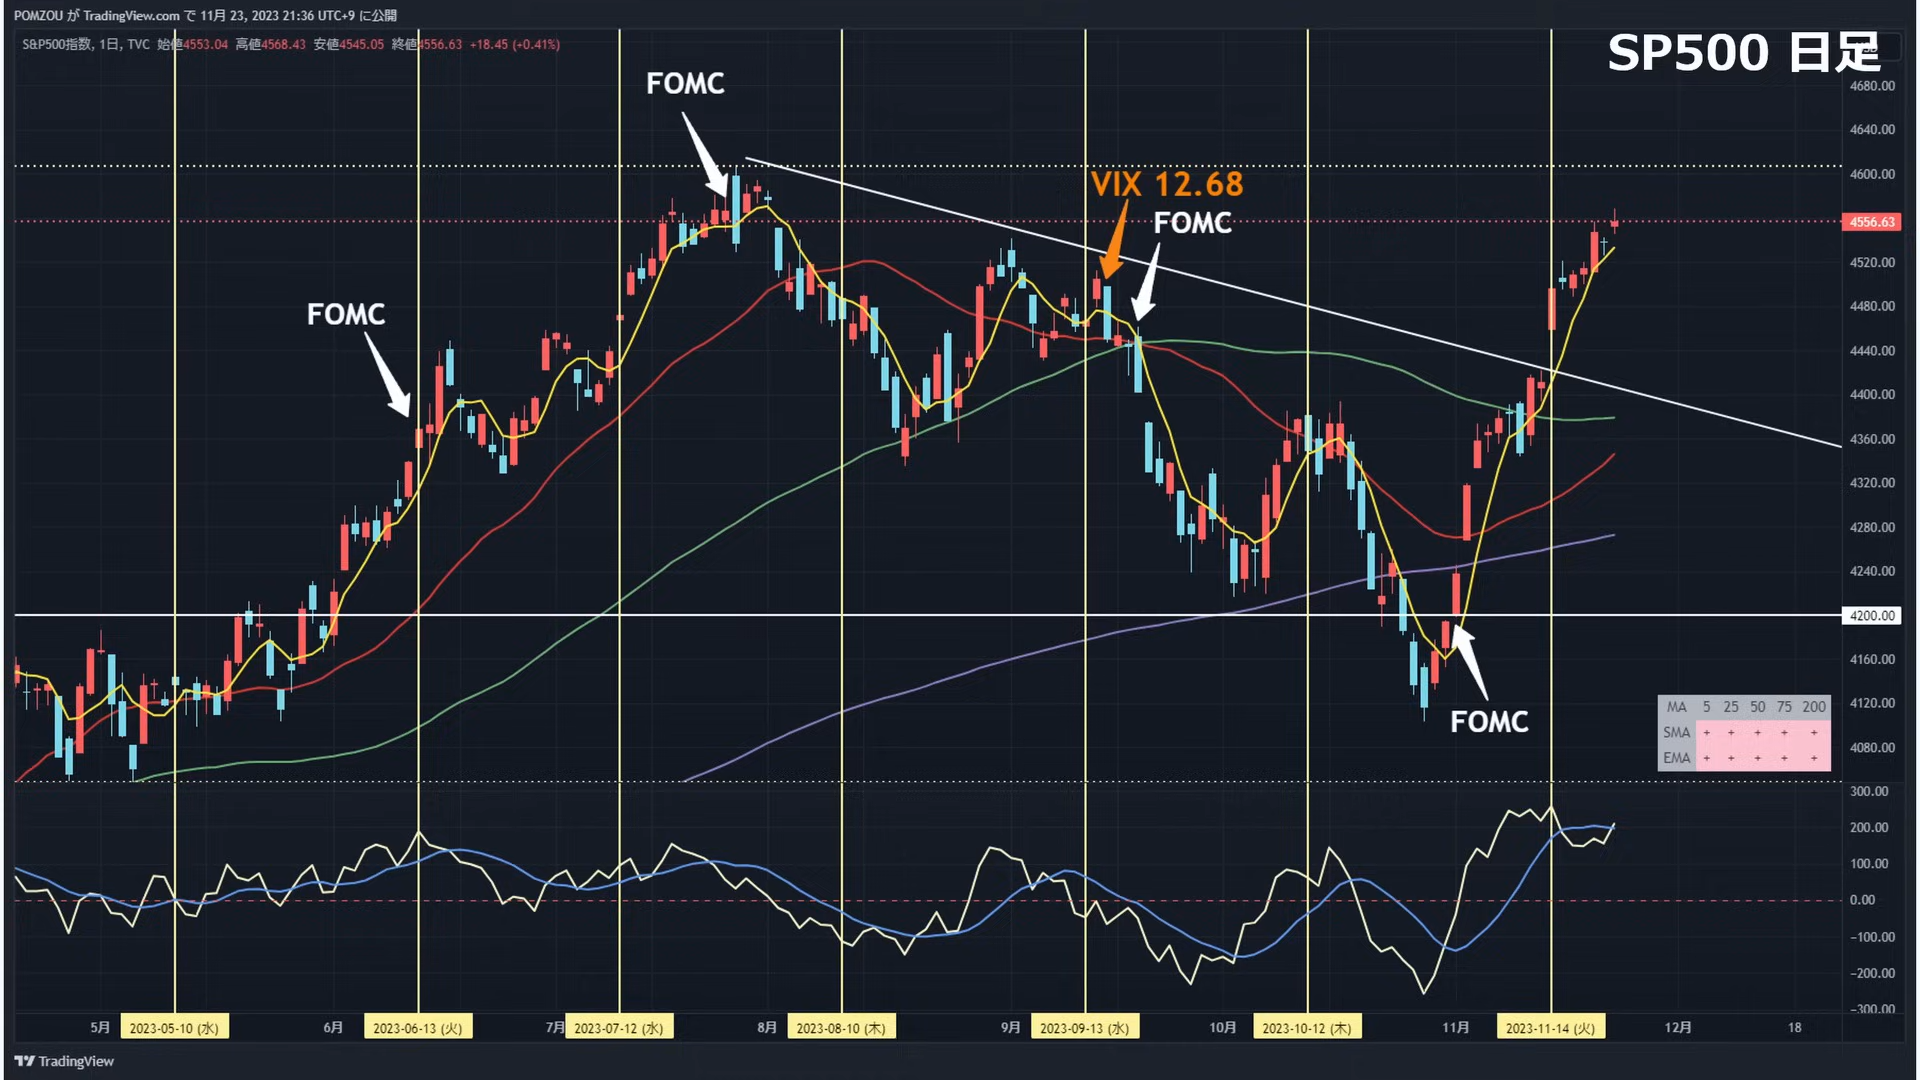 POMZOU が TradingView.com で 11月 23, 2023 21:36 UTC+9 に公開
S&P500指数, 1日, TVC 始値4553.04 高値4568.43 安値4545.05 終値4556.63 +18.45 (+0.41%)
SP500 日足
FOMC
VIX 12.68
FOMC
FOMC
FOMC
4680.00
4640.00
4600.00
4556.63
4520.00
4480.00
4440.00
4400.00
4360.00
4320.00
4280.00
4240.00
4200.00
4160.00
4120.00
4080.00
MA 5 25 50 75 200
SMA + + + + +
EMA + + + + +
300.00
200.00
100.00
0.00
-100.00
-200.00
-300.00
5月 2023-05-10 (水) 6月 2023-06-13 (火) 7月 2023-07-12 (水) 8月 2023-08-10 (木) 9月 2023-09-13 (水) 10月 2023-10-12 (木) 11月 2023-11-14 (火) 12月 18
TradingView